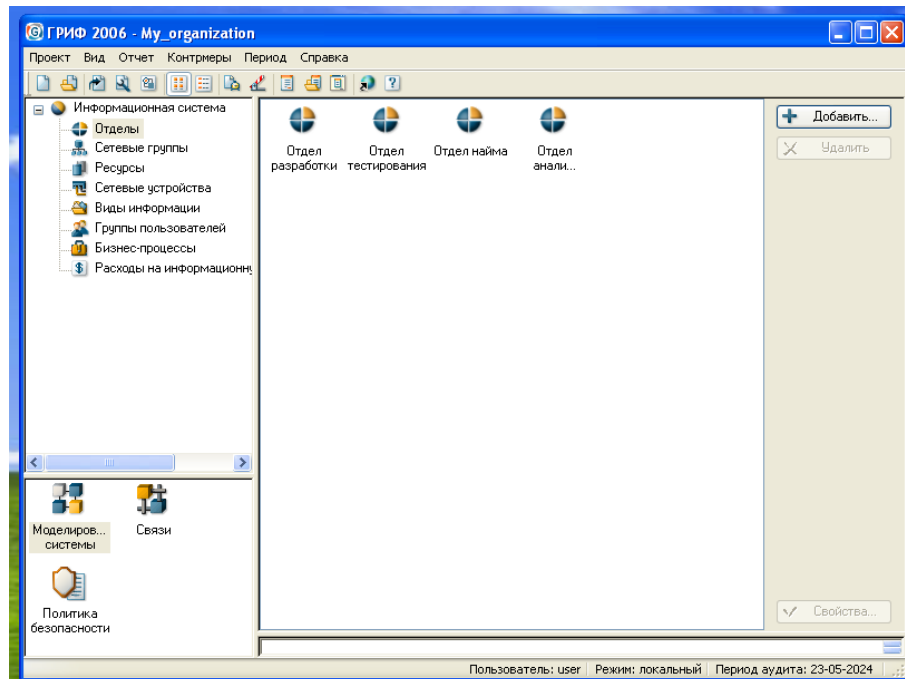 ГРИФ 2006 - My_organization
Проект Вид Отчет Контрмеры Период Справка
Информационная система
Отделы
Сетевые группы
Ресурсы
Сетевые устройства
Виды информации
Группы пользователей
Бизнес-процессы
Расходы на информационну
Моделиров...
системы
Связи
Политика
безопасности
Отдел
разработки
Отдел
тестирования
Отдел найма
Отдел
анали...
Добавить...
Удалить
Свойства...
Пользователь: user Режим: локальный Период аудита: 23-05-2024